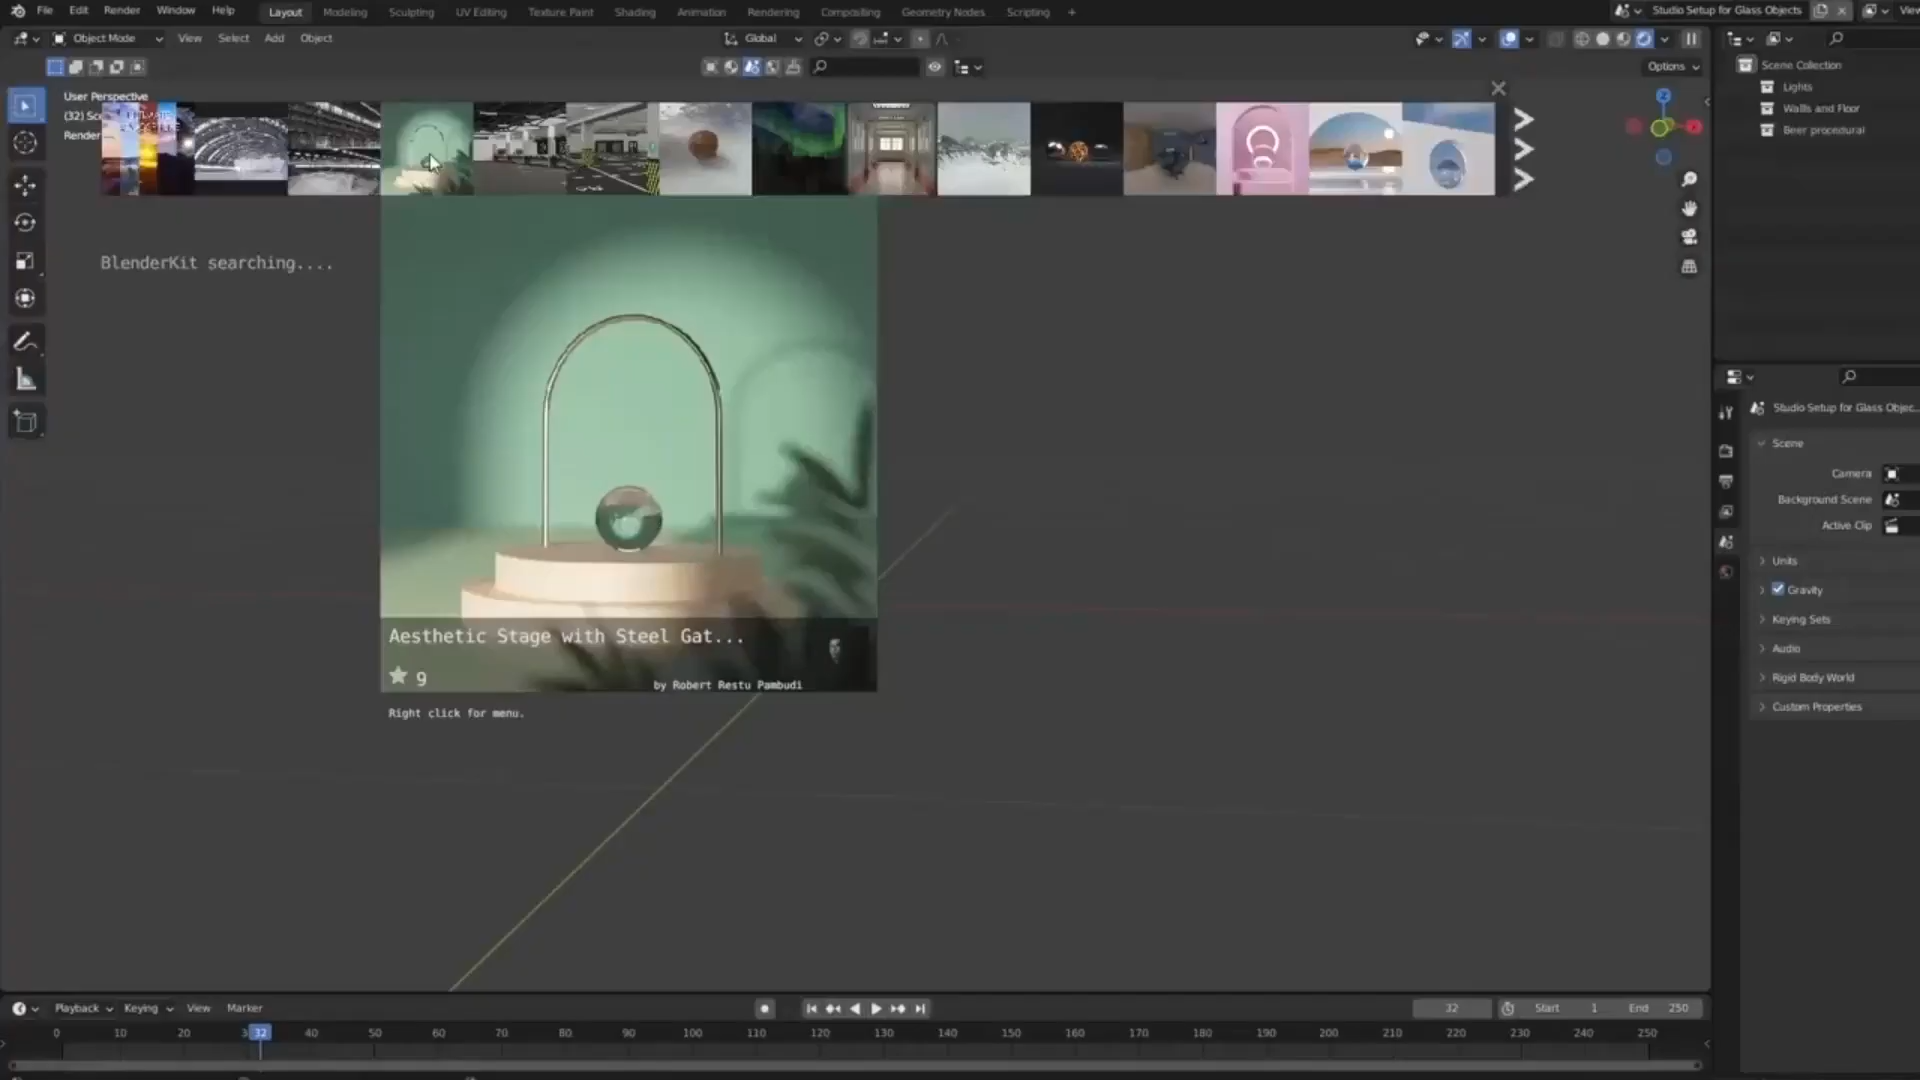 File Edit Render Window Help Layout Modeling Sculpting UV Editing Texture Paint Shading Animation Rendering Compositing Geometry Nodes Scripting + Studio Setup for Glass Objects
Object Mode View Select Add Object Global
Options
User Perspective
(32) Sc
Render
BlenderKit searching....
Aesthetic Stage with Steel Gat...
9
by Robert Restu Pambudi
Right click for menu.
Scene Collection
Lights
Walls and Floor
Beer procedural
Z
Studio Setup for Glass Objec...
Scene
Camera
Background Scene
Active Clip
Units
Gravity
Keying Sets
Audio
Rigid Body World
Custom Properties
Playback Keying View Marker 32 Start 1 End 250
0 10 20 3 32 40 50 60 70 80 90 100 110 120 130 140 150 160 170 180 190 200 210 220 230 240 250